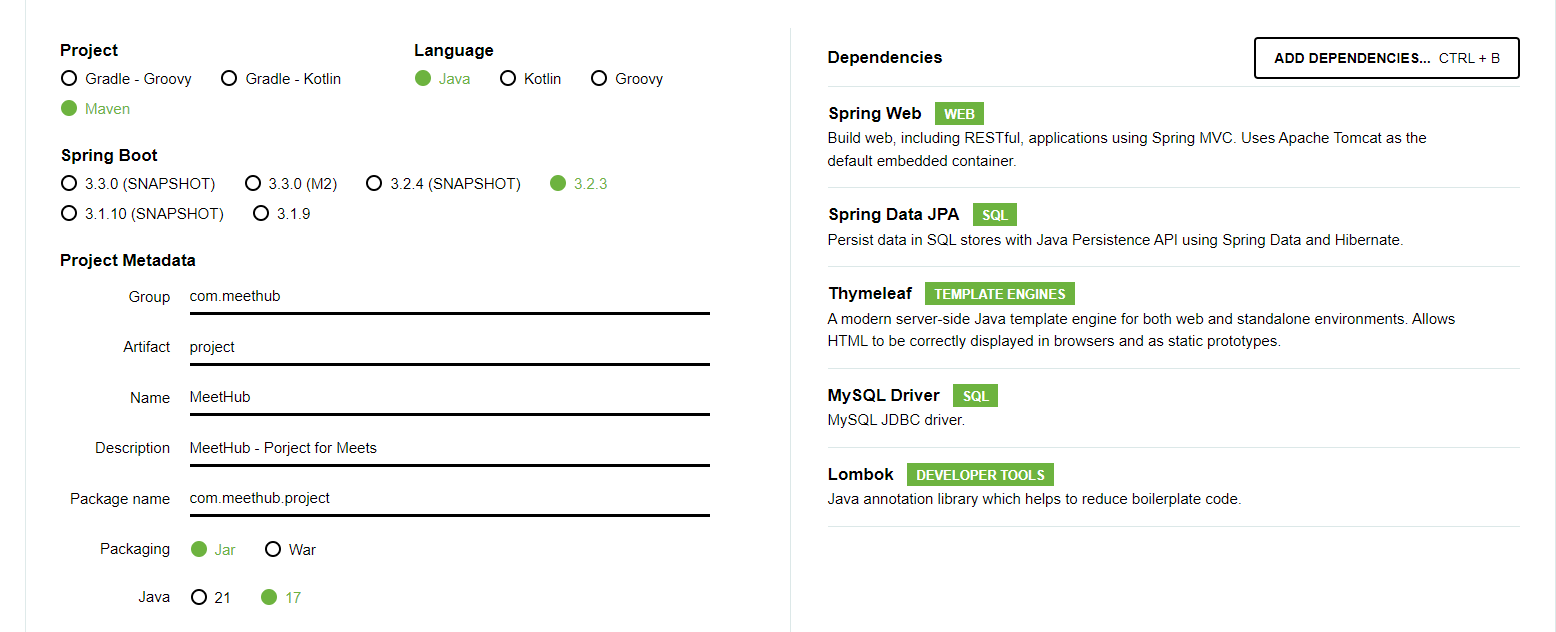 Project
Gradle - Groovy Gradle - Kotlin
Maven
Language
Java Kotlin Groovy
Spring Boot
3.3.0 (SNAPSHOT) 3.3.0 (M2) 3.2.4 (SNAPSHOT) 3.2.3
3.1.10 (SNAPSHOT) 3.1.9
Project Metadata
Group com.meethub
Artifact project
Name MeetHub
Description MeetHub - Porject for Meets
Package name com.meethub.project
Packaging Jar War
Java 21 17
Dependencies ADD DEPENDENCIES... CTRL + B
Spring Web WEB
Build web, including RESTful, applications using Spring MVC. Uses Apache Tomcat as the
default embedded container.
Spring Data JPA SQL
Persist data in SQL stores with Java Persistence API using Spring Data and Hibernate.
Thymeleaf TEMPLATE ENGINES
A modern server-side Java template engine for both web and standalone environments. Allows
HTML to be correctly displayed in browsers and as static prototypes.
MySQL Driver SQL
MySQL JDBC driver.
Lombok DEVELOPER TOOLS
Java annotation library which helps to reduce boilerplate code.